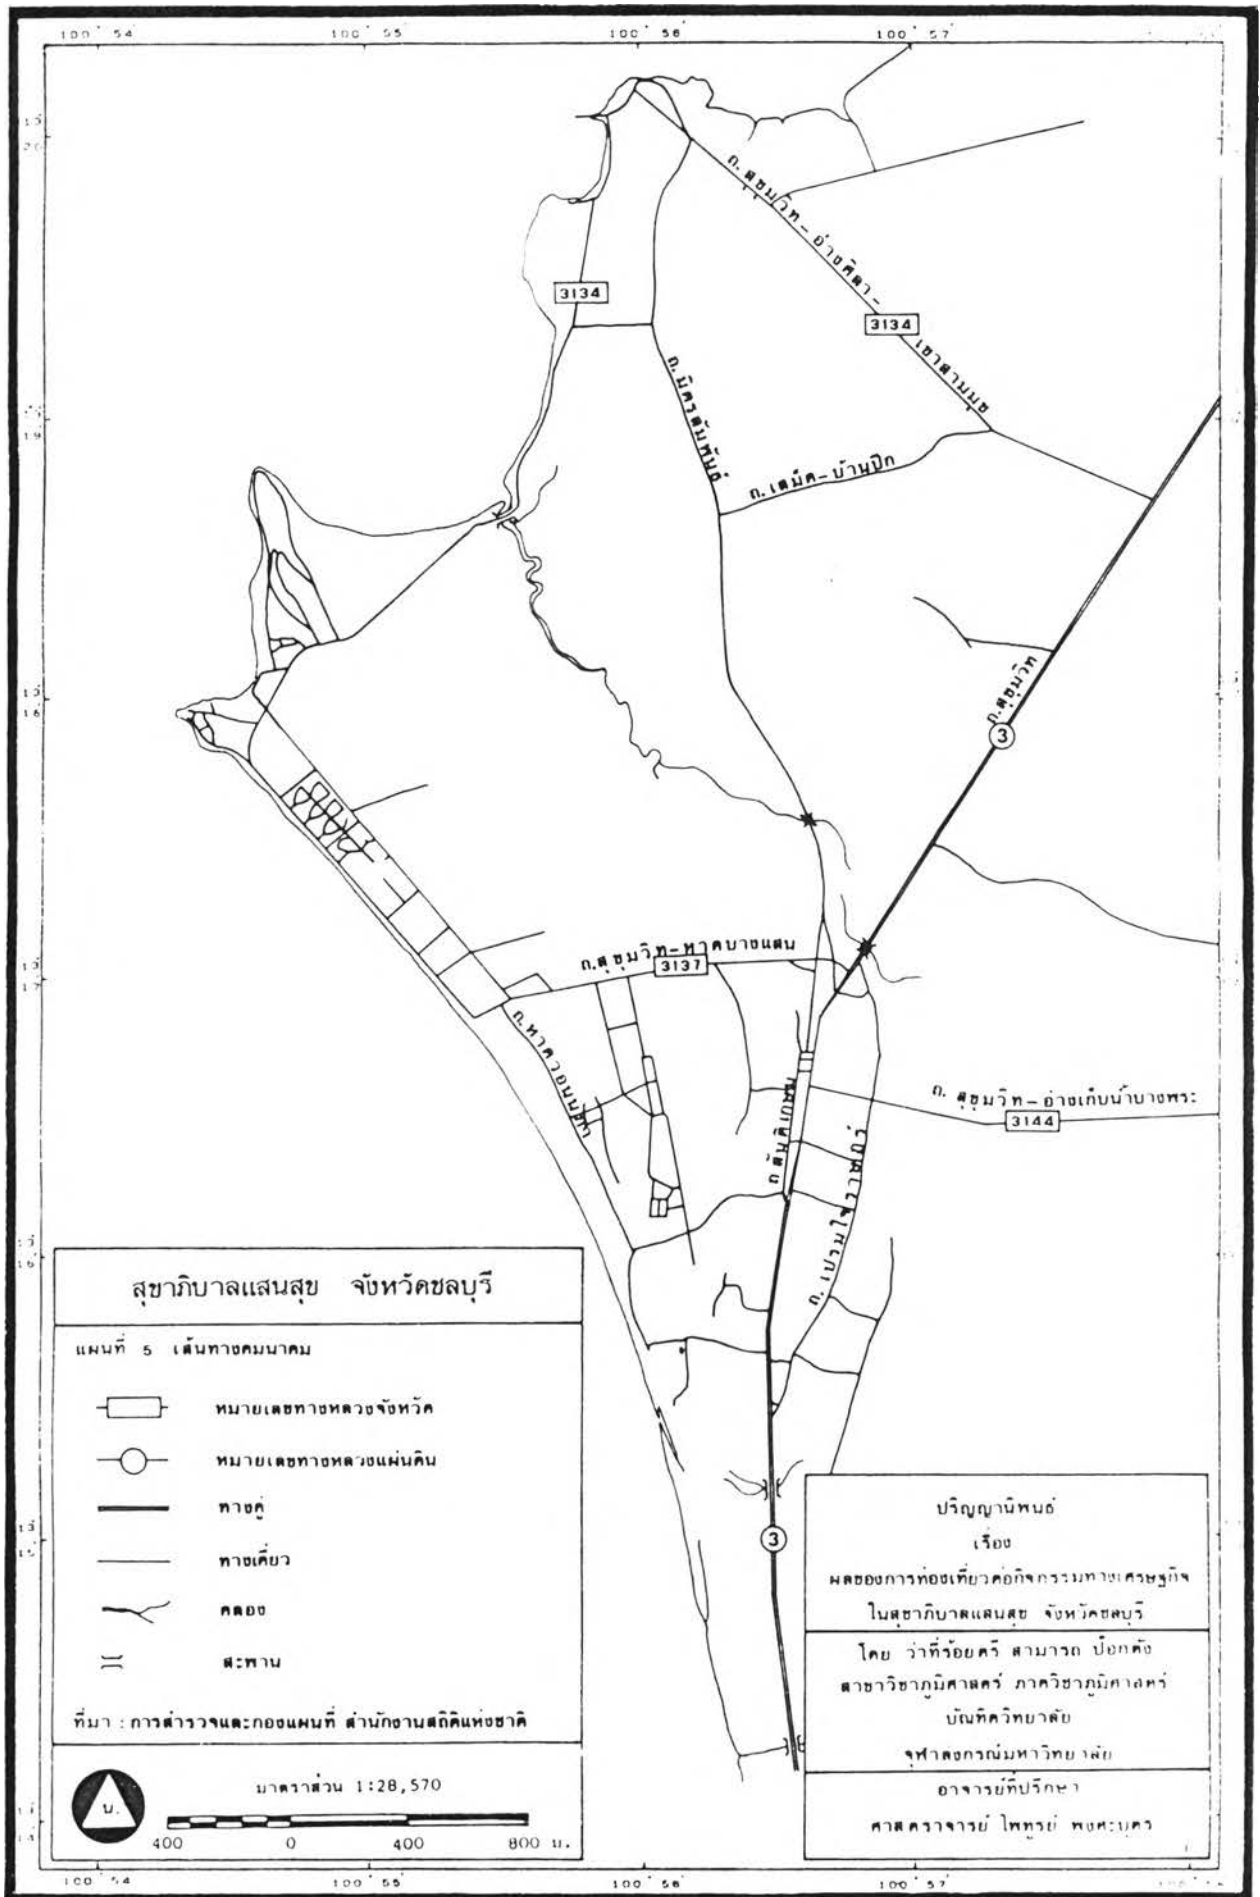 100° 54'
100° 55'
100° 56'
100° 57'
ถ.สุขุมวิท-อ่างศิลา-เขาสามมุข
3134
3134
ถ.มิตรสัมพันธ์
ถ.เสม็ด-บ้านปึก
ถ.สุขุมวิท
3
ถ.สุขุมวิท-หาดบางแสน
3137
ถ.หาดวอนนภา
ถ. สุขุมวิท-อ่างเก็บน้ำบางพระ
3144
ถ.สันติเกษม
ถ.เปรมใจราษฎร์
3
สุขาภิบาลแสนสุข จังหวัดชลบุรี
แผนที่ 5 เส้นทางคมนาคม
หมายเลขทางหลวงจังหวัด
หมายเลขทางหลวงแผ่นดิน
ทางคู่
ทางเดี่ยว
คลอง
สะพาน
ที่มา : การสำรวจและกองแผนที่ สำนักงานสถิติแห่งชาติ
น.
มาตราส่วน 1:28,570
400 0 400 800 ม.
ปริญญานิพนธ์
เรื่อง
ผลของการท่องเที่ยวต่อกิจกรรมทางเศรษฐกิจ
ในสุขาภิบาลแสนสุข จังหวัดชลบุรี
โดย ว่าที่ร้อยตรี สามารถ ป้อกตั้ง
สาขาวิชาภูมิศาสตร์ ภาควิชาภูมิศาสตร์
บัณฑิตวิทยาลัย
จุฬาลงกรณ์มหาวิทยาลัย
อาจารย์ที่ปรึกษา
ศาสตราจารย์ ไพฑูรย์ พงศะบุตร
100° 54'
100° 55'
100° 56'
100° 57'